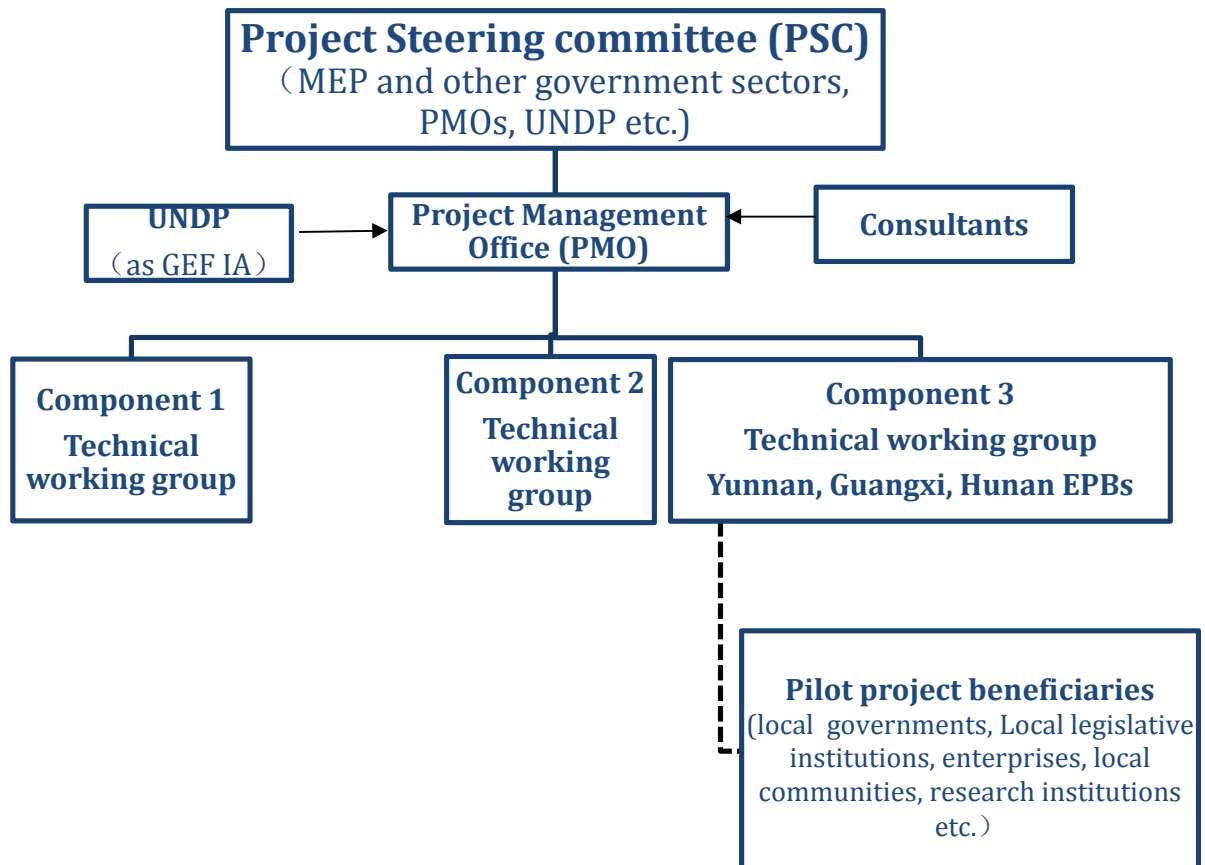 Project Steering committee (PSC)
（MEP and other government sectors,
PMOs, UNDP etc.)
UNDP
（as GEF IA）
Project Management
Office (PMO)
Consultants
Component 1
Technical
working group
Component 2
Technical
working
group
Component 3
Technical working group
Yunnan, Guangxi, Hunan EPBs
Pilot project beneficiaries
(local governments, Local legislative
institutions, enterprises, local
communities, research institutions
etc.）